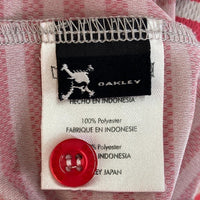 OAKLEY
HECHO EN INDONESIA
100% Polyester
FABRIQUE EN INDONESIE
100% Polyester
JAPAN